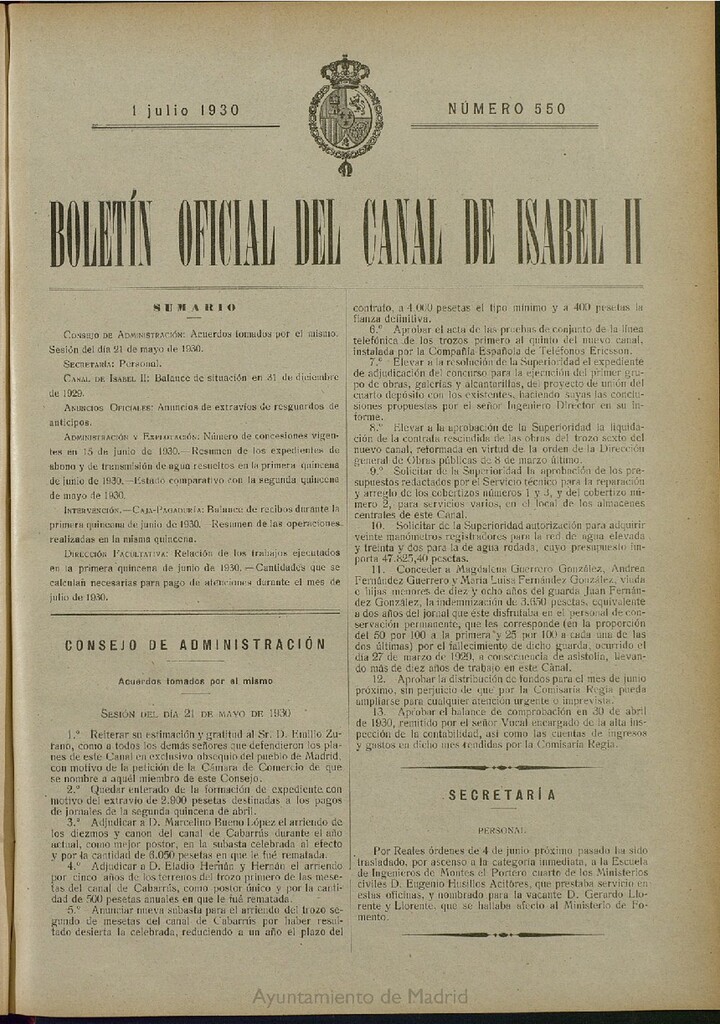 1 julio 1930
NÚMERO 550
BOLETÍN OFICIAL DEL CANAL DE ISABEL II
SUMARIO
CONSEJO DE ADMINISTRACIÓN: Acuerdos tomados por el mismo.
Sesión del día 21 de mayo de 1930.
SECRETARÍA: Personal.
CANAL DE ISABEL II: Balance de situación en 31 de diciembre
de 1929.
ANUNCIOS OFICIALES: Anuncios de extravíos de resguardos de
anticipos.
ADMINISTRACIÓN Y EXPLOTACIÓN: Número de concesiones vigen-
tes en 15 de junio de 1930.—Resumen de los expedientes de
abono y de transmisión de agua resueltos en la primera quincena
de junio de 1930.—Estado comparativo con la segunda quincena
de mayo de 1930.
INTERVENCIÓN.—CAJA-PAGADURÍA: Balance de recibos durante la
primera quincena de junio de 1930. Resumen de las operaciones
realizadas en la misma quincena.
DIRECCIÓN FACULTATIVA: Relación de los trabajos ejecutados
en la primera quincena de junio de 1930.—Cantidades que se
calculan necesarias para pago de atenciones durante el mes de
julio de 1930.
CONSEJO DE ADMINISTRACIÓN
Acuerdos tomados por el mismo
SESIÓN DEL DÍA 21 DE MAYO DE 1930
1.º Reiterar su estimación y gratitud al Sr. D. Emilio Zu-
rano, como a todos los demás señores que defendieron los pla-
nes de este Canal en exclusivo obsequio del pueblo de Madrid,
con motivo de la petición de la Cámara de Comercio de que
se nombre a aquél miembro de este Consejo.
2.º Quedar enterado de la formación de expediente con
motivo del extravío de 2.900 pesetas destinadas a los pagos
de jornales de la segunda quincena de abril.
3.º Adjudicar a D. Marcelino Bueno López el arriendo de
los diezmos y canon del canal de Cabarrús durante el año
actual, como mejor postor, en la subasta celebrada al efecto
y por la cantidad de 6.050 pesetas en que le fué rematada.
4.º Adjudicar a D. Eladio Hernán y Hernán el arriendo
por cinco años de los terrenos del trozo primero de las mese-
tas del canal de Cabarrús, como postor único y por la canti-
dad de 500 pesetas anuales en que le fué rematada.
5.º Anunciar nueva subasta para el arriendo del trozo se-
gundo de mesetas del canal de Cabarrús por haber resul-
tado desierta la celebrada, reduciendo a un año el plazo del
contrato, a 4.000 pesetas el tipo mínimo y a 400 pesetas la
fianza definitiva.
6.º Aprobar el acta de las pruebas de conjunto de la línea
telefónica de los trozos primero al quinto del nuevo canal,
instalada por la Compañía Española de Teléfonos Ericsson.
7.º Elevar a la resolución de la Superioridad el expediente
de adjudicación del concurso para la ejecución del primer gru-
po de obras, galerías y alcantarillas, del proyecto de unión del
cuarto depósito con los existentes, haciendo suyas las conclu-
siones propuestas por el señor Ingeniero Director en su in-
forme.
8.º Elevar a la aprobación de la Superioridad la liquida-
ción de la contrata rescindida de las obras del trozo sexto del
nuevo canal, reformada en virtud de la orden de la Dirección
general de Obras públicas de 8 de marzo último.
9.º Solicitar de la Superioridad la aprobación de los pre-
supuestos redactados por el Servicio técnico para la reparación
y arreglo de los cobertizos números 1 y 3, y del cobertizo nú-
mero 2, para servicios varios, en el local de los almacenes
centrales de este Canal.
10. Solicitar de la Superioridad autorización para adquirir
veinte manómetros registradores para la red de agua elevada
y treinta y dos para la de agua rodada, cuyo presupuesto im-
porta 47.825,40 pesetas.
11. Conceder a Magdalena Guerrero González, Andrea
Fernández Guerrero y María Luisa Fernández González, viuda
e hijas menores de diez y ocho años del guarda Juan Fernán-
dez González, la indemnización de 3.650 pesetas, equivalente
a dos años del jornal que éste disfrutaba en el personal de con-
servación permanente, que les corresponde (en la proporción
del 50 por 100 a la primera y 25 por 100 a cada una de las
dos últimas) por el fallecimiento de dicho guarda, ocurrido el
día 27 de marzo de 1929, a consecuencia de asistolia, llevan-
do más de diez años de trabajo en este Canal.
12. Aprobar la distribución de fondos para el mes de junio
próximo, sin perjuicio de que por la Comisaría Regia pueda
ampliarse para cualquier atención urgente o imprevista.
13. Aprobar el balance de comprobación en 30 de abril
de 1930, remitido por el señor Vocal encargado de la alta ins-
pección de la contabilidad, así como las cuentas de ingresos
y gastos en dicho mes rendidas por la Comisaría Regia.
SECRETARÍA
PERSONAL
Por Reales órdenes de 4 de junio próximo pasado ha sido
trasladado, por ascenso a la categoría inmediata, a la Escuela
de Ingenieros de Montes el Portero cuarto de los Ministerios
civiles D. Eugenio Husillos Acítores, que prestaba servicio en
estas oficinas, y nombrado para la vacante D. Gerardo Llo-
rente y Llorente, que se hallaba afecto al Ministerio de Fo-
mento.
Ayuntamiento de Madrid